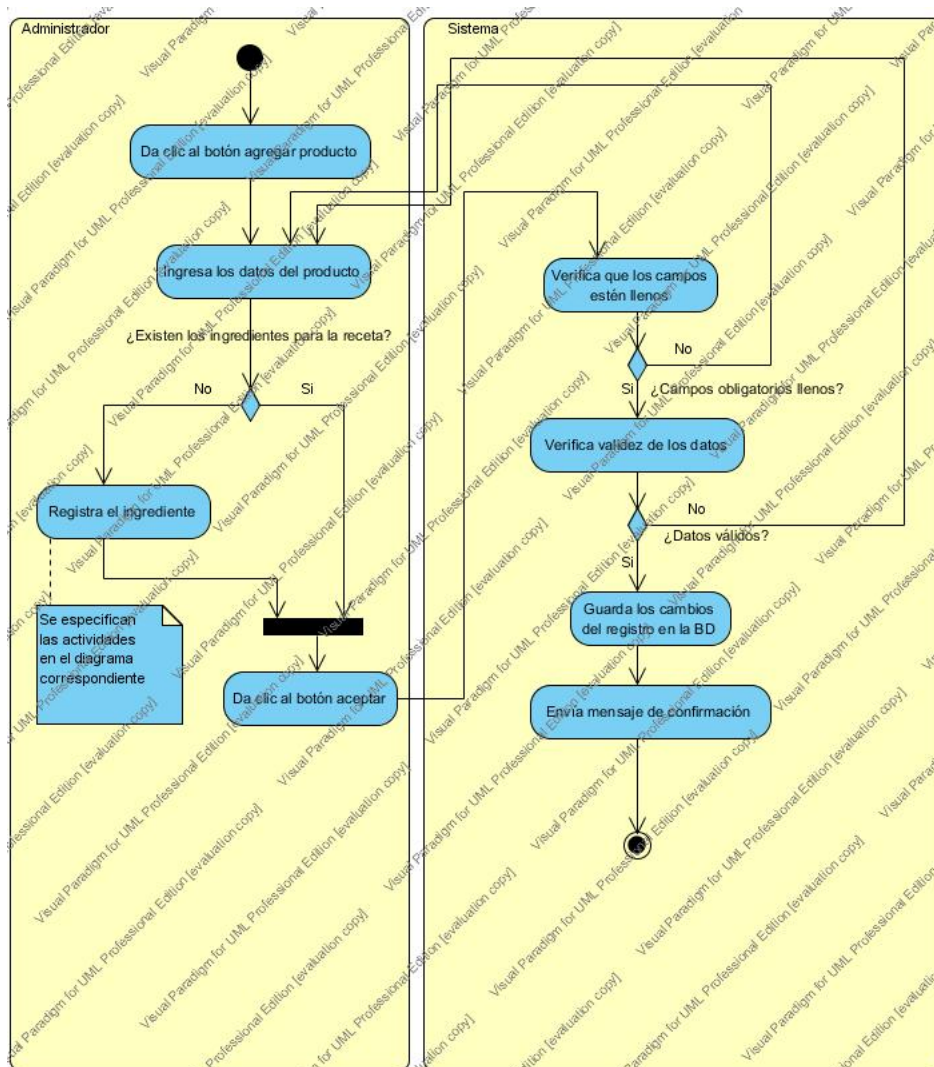 Administrador
Sistema
Da clic al botón agregar producto
Ingresa los datos del producto
¿Existen los ingredientes para la receta?
No
Si
Registra el ingrediente
Se especifican
las actividades
en el diagrama
correspondiente
Da clic al botón aceptar
Verifica que los campos
estén llenos
No
Si
¿Campos obligatorios llenos?
Verifica validez de los datos
No
¿Datos válidos?
Si
Guarda los cambios
del registro en la BD
Envía mensaje de confirmación
Visual Paradigm for UML Professional Edition [evaluation copy]